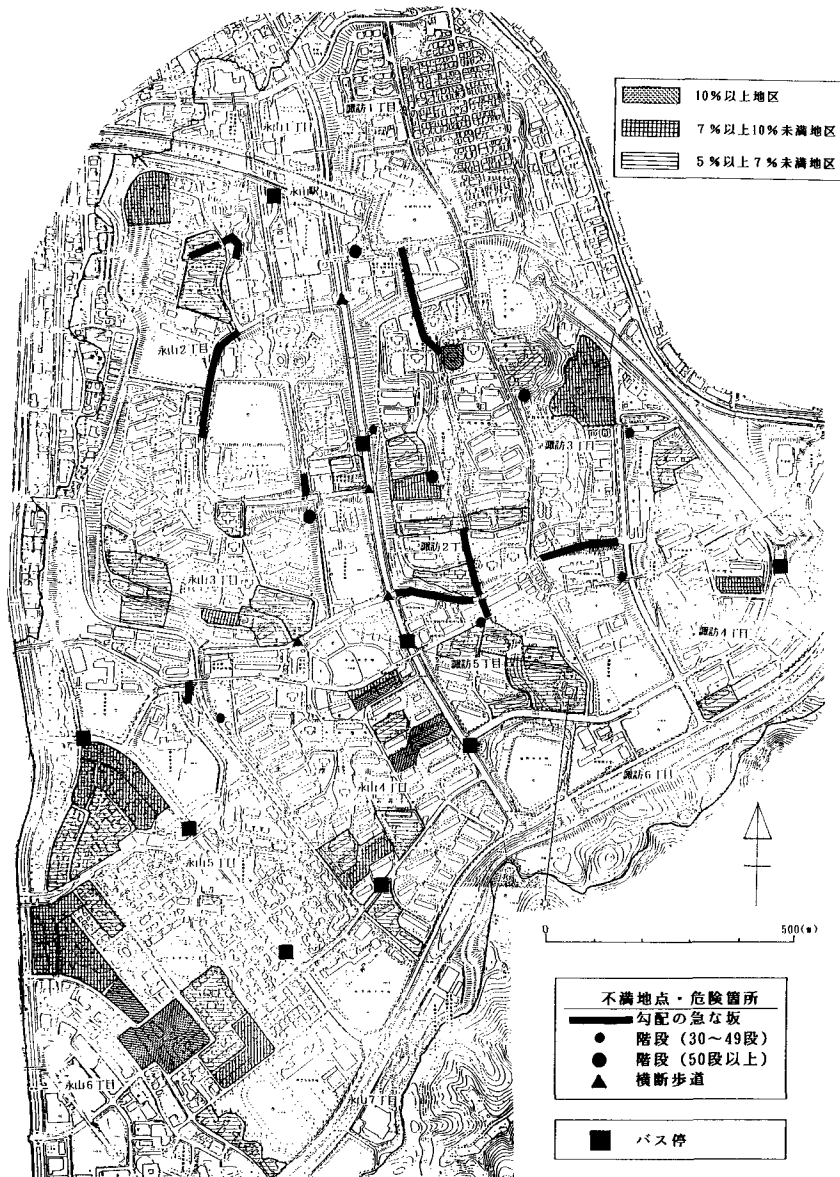 10%以上地区
7%以上10%未満地区
5%以上7%未満地区
諏訪1丁目
永山1丁目
永山駅
永山2丁目
諏訪3丁目
諏訪2丁
永山3丁目
諏訪4丁目
諏訪5丁目
諏訪6丁目
永山4丁目
永山5丁目
永山6丁目
永山7丁目
0
500(m)
不満地点・危険箇所
勾配の急な坂
階段(30~49段)
階段(50段以上)
横断歩道
バス停